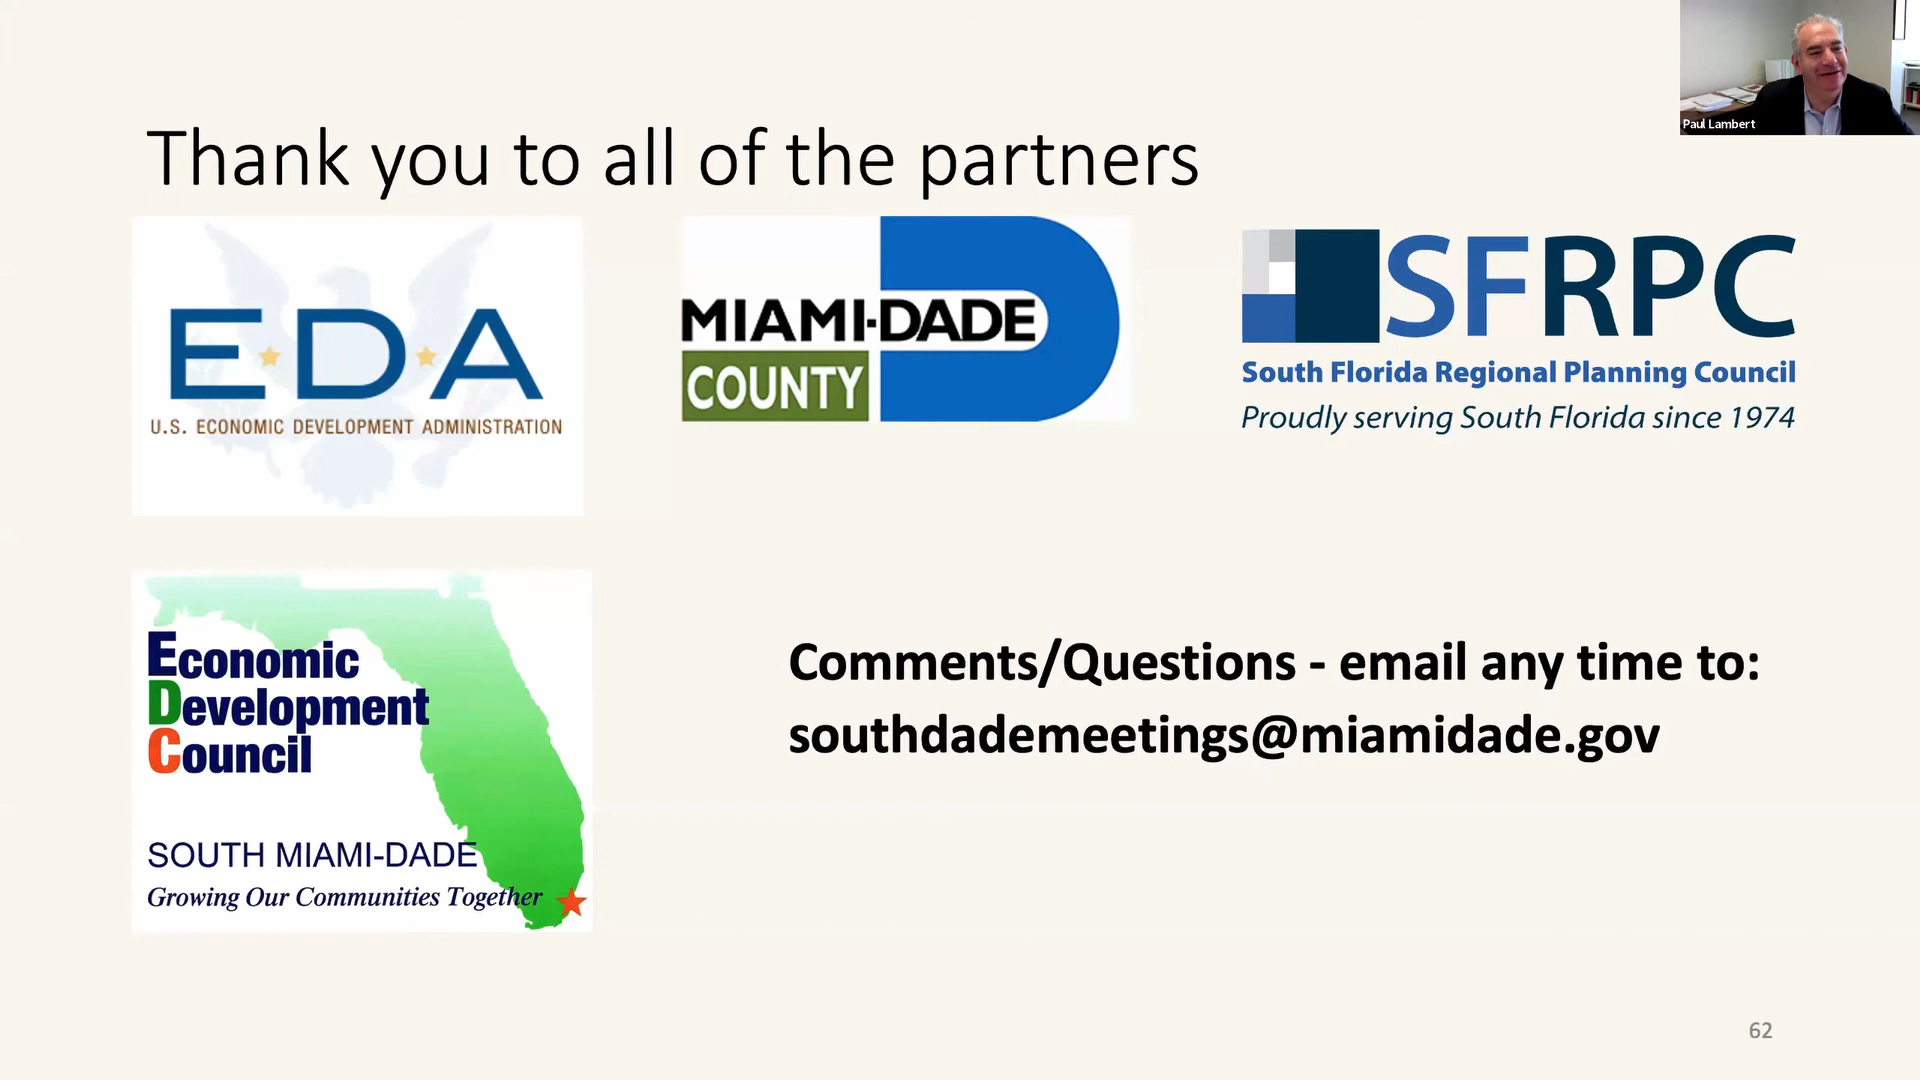 Paul Lambert
Thank you to all of the partners
E★D★A
U.S. ECONOMIC DEVELOPMENT ADMINISTRATION
MIAMI-DADE
COUNTY
SFRPC
South Florida Regional Planning Council
Proudly serving South Florida since 1974
Economic
Development
Council
SOUTH MIAMI-DADE
Growing Our Communities Together
Comments/Questions - email any time to:
southdademeetings@miamidade.gov
62